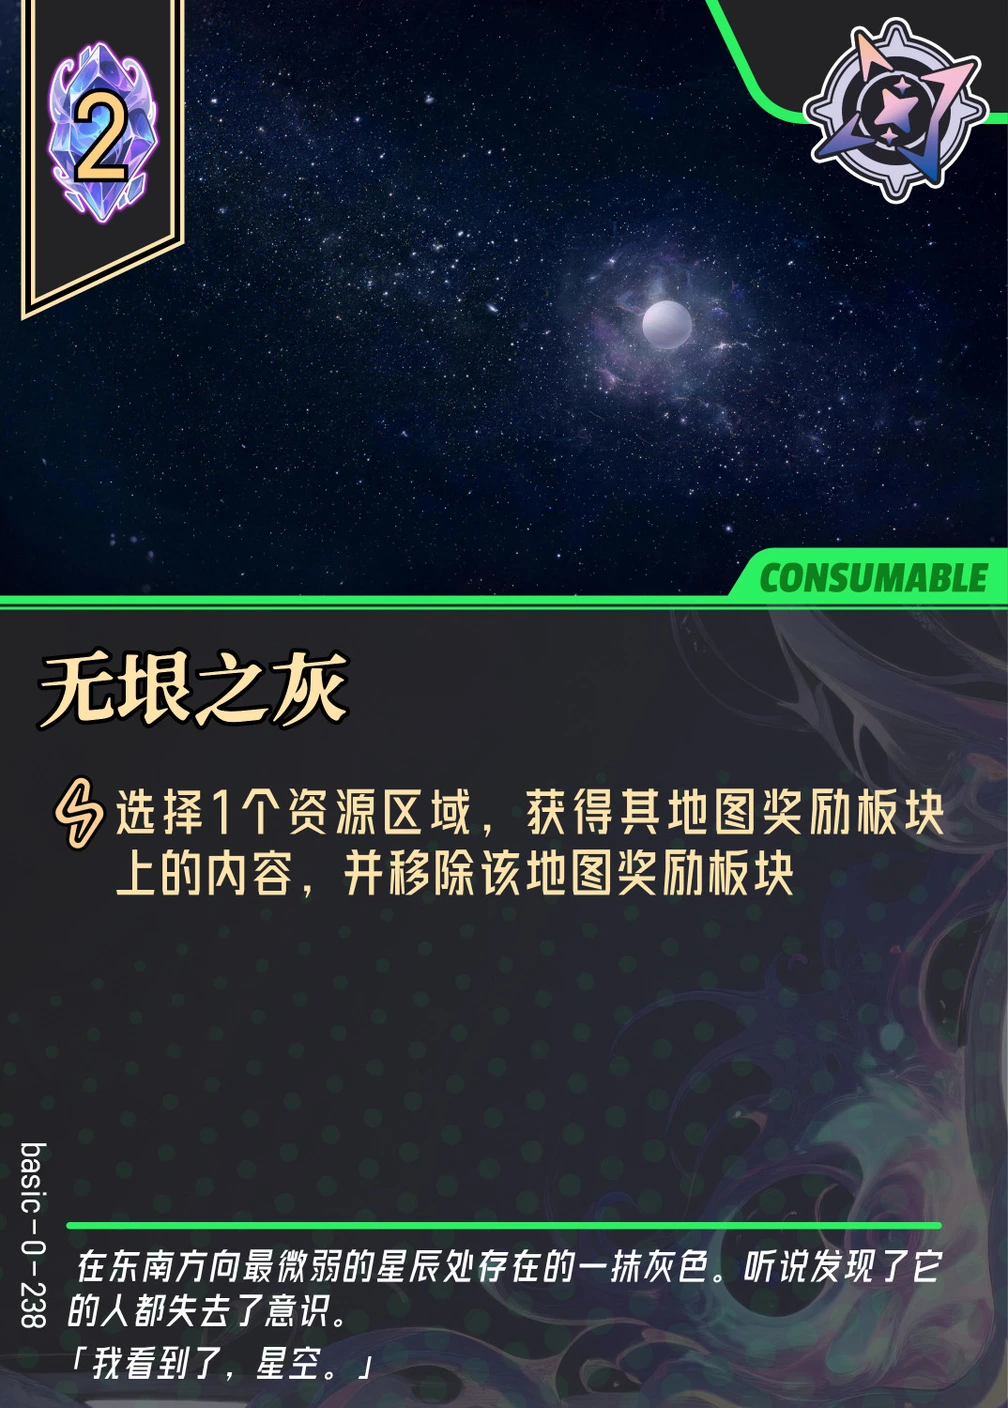 2
CONSUMABLE
无垠之灰
选择1个资源区域，获得其地图奖励板块
上的内容，并移除该地图奖励板块
basic-0-238
在东南方向最微弱的星辰处存在的一抹灰色。听说发现了它
的人都失去了意识。
「我看到了，星空。」